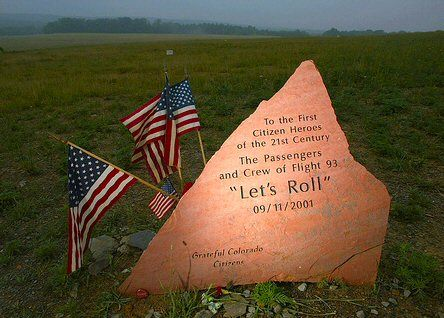 To the First
Citizen Heroes
of the 21st Century
The Passengers
and Crew of Flight 93
"Let's Roll"
09/11/2001
Grateful Colorado
Citizens